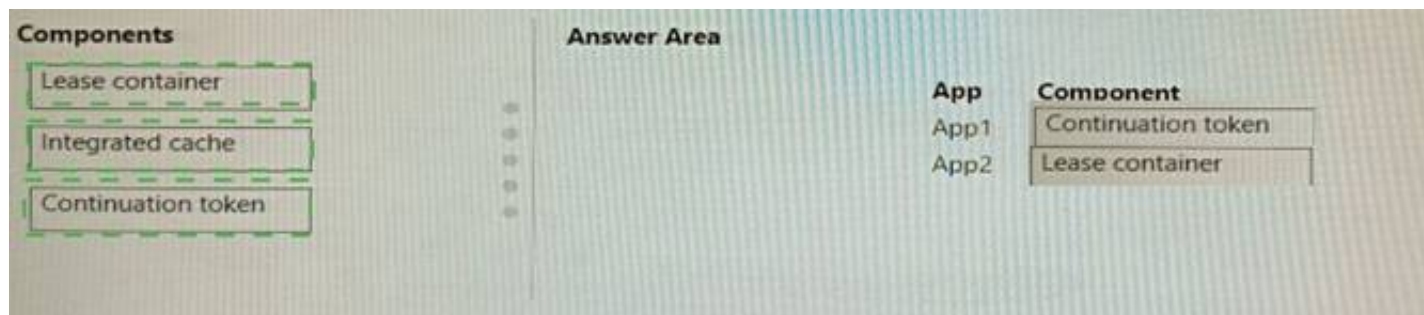 Components
Lease container
Integrated cache
Continuation token
Answer Area
App Component
App1 Continuation token
App2 Lease container